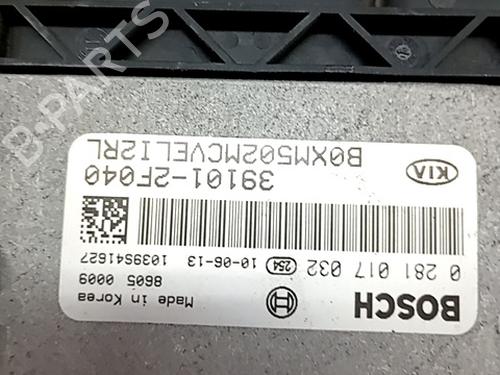 BOSCH
Made in Korea
8605 0009
0 281 017 032 254 10-06-13 1039S41627
KIA
39101-2F040
B0XM502MCVELI2RL
B-PARTS